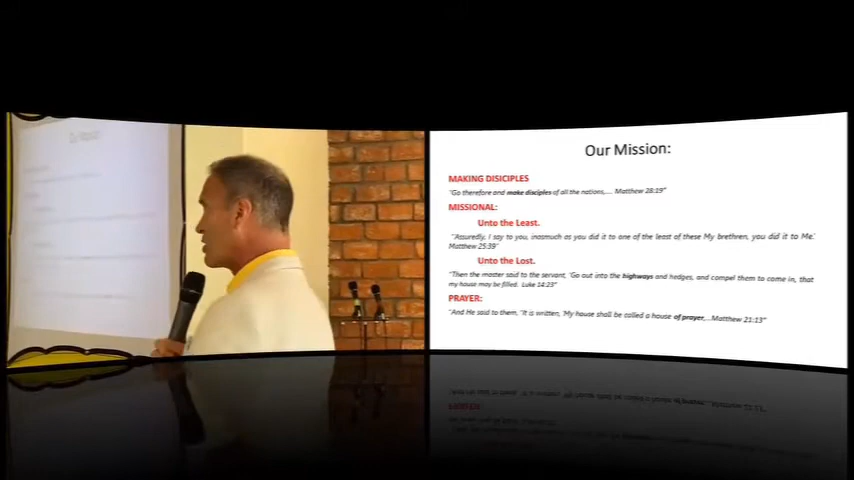 Our Mission:
MAKING DISICIPLES
"Go therefore and make disciples of all the nations,... Matthew 28:19"
MISSIONAL:
Unto the Least.
"Assuredly, I say to you, inasmuch as you did it to one of the least of these My brethren, you did it to Me.'
Matthew 25:39"
Unto the Lost.
"Then the master said to the servant, 'Go out into the highways and hedges, and compel them to come in, that
my house may be filled. Luke 14:23"
PRAYER:
"And He said to them, "It is written, 'My house shall be called a house of prayer,...Matthew 21:13"